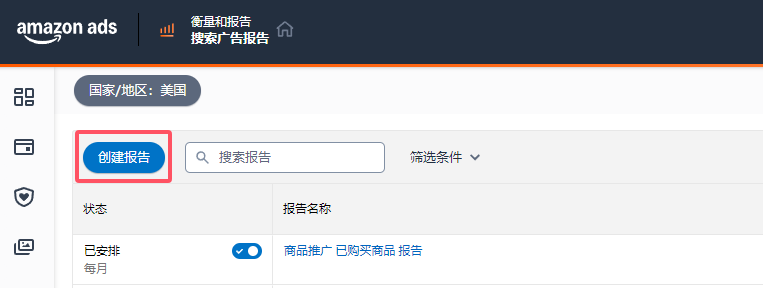 amazon ads
衡量和报告
搜索广告报告
国家/地区：美国
创建报告
搜索报告
筛选条件
状态
报告名称
已安排
每月
商品推广 已购买商品 报告